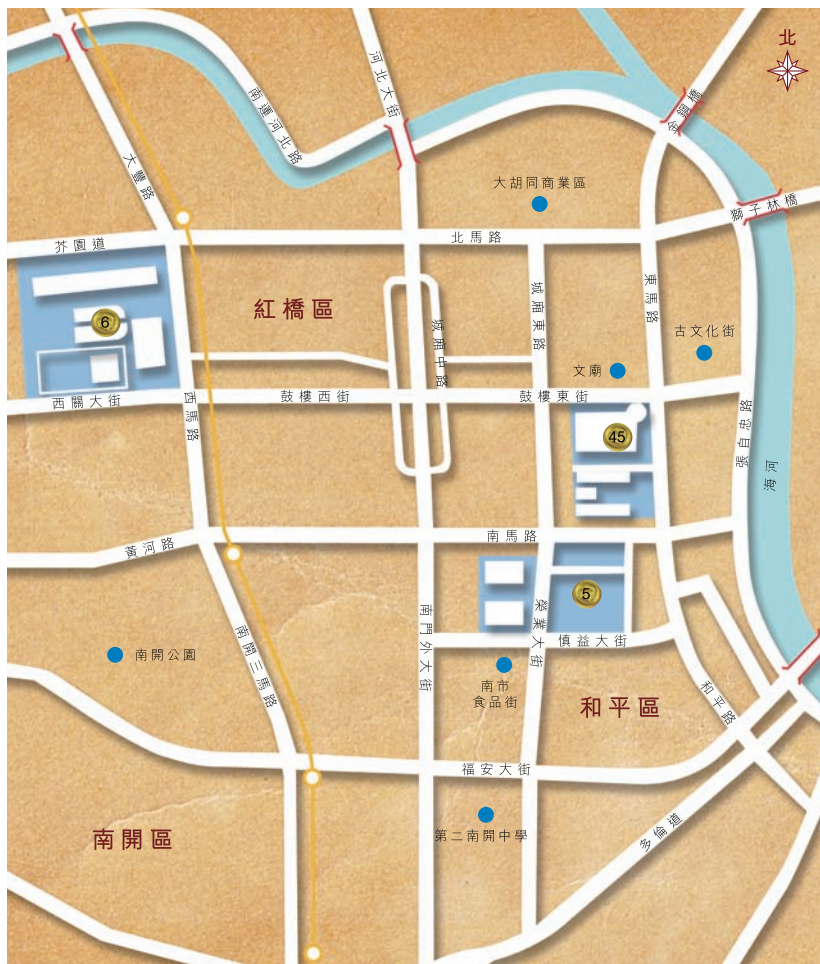 北
河北大街
金鋼橋
南運河北路
大豐路
大胡同商業區
獅子林橋
芥園道
北馬路
紅橋區
城廂中路
城廂東路
東馬路
古文化街
6
文廟
西關大街
西馬路
鼓樓西街
鼓樓東街
45
張自忠路
海河
黃河路
南馬路
5
南開三馬路
南門外大街
榮業大街
慎益大街
南開公園
南市
食品街
和平區
和平路
福安大街
南開區
第二南開中學
多倫道